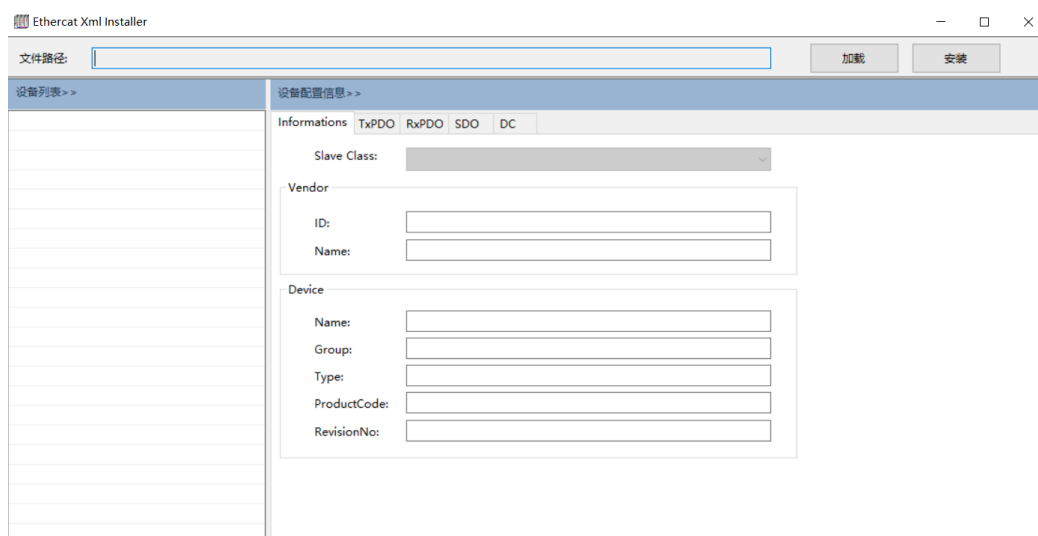 Ethercat Xml Installer
文件路径: 加载 安装
设备列表>> 设备配置信息>>
Informations TxPDO RxPDO SDO DC
Slave Class:
Vendor
ID:
Name:
Device
Name:
Group:
Type:
ProductCode:
RevisionNo: